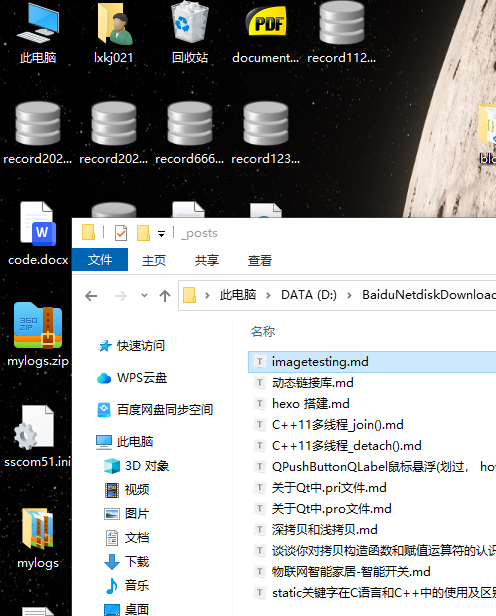 此电脑
lxkj021
回收站
PDF
document...
record112...
record202...
record202...
record666...
record123...
W
code.docx
360
ZIP
mylogs.zip
sscom51.ini
mylogs
_posts
文件
主页
共享
查看
此电脑 > DATA (D:) > BaiduNetdiskDownload
名称
快速访问
WPS云盘
百度网盘同步空间
此电脑
3D 对象
视频
图片
文档
下载
音乐
桌面
imagetesting.md
动态链接库.md
hexo 搭建.md
C++11多线程_join().md
C++11多线程_detach().md
QPushButtonQLabel鼠标悬浮(划过， hov
关于Qt中.pri文件.md
关于Qt中.pro文件.md
深拷贝和浅拷贝.md
谈谈你对拷贝构造函数和赋值运算符的认识
物联网智能家居-智能开关.md
static关键字在C语言和C++中的使用及区别